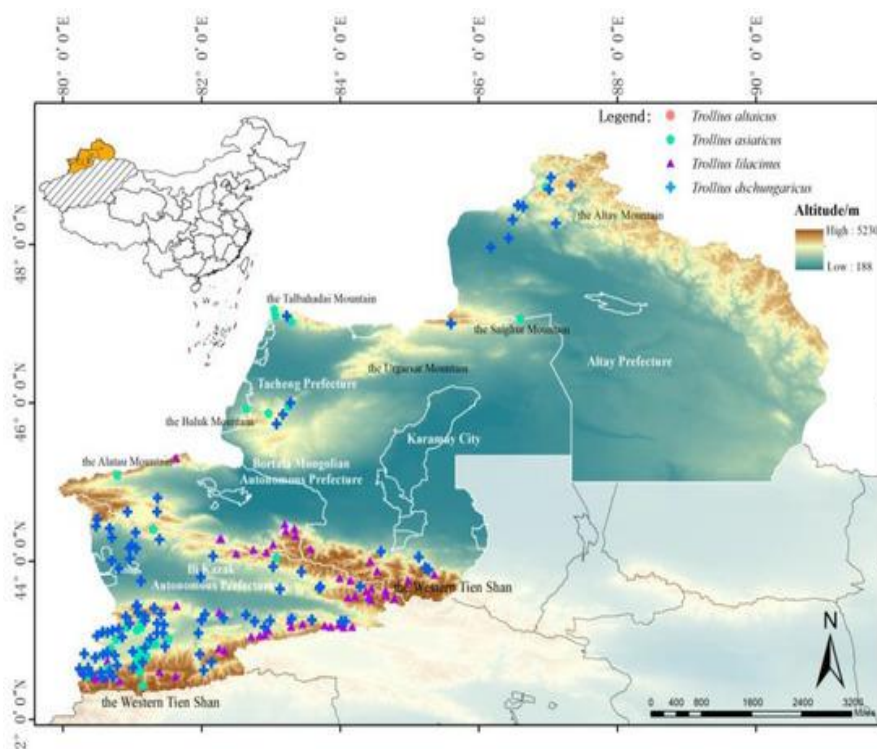 80° 0' 0"E
82° 0' 0"E
84° 0' 0"E
86° 0' 0"E
88° 0' 0"E
90° 0' 0"E
Legend:
Trollius altaicus
Trollius asiaticus
Trollius lilacinus
Trollius dschungaricus
Altitude/m
High : 5230
Low : 188
the Altay Mountain
48° 0' 0"N
the Talbahadai Mountain
the Saighur Mountain
the Urgaesar Mountain
Altay Prefecture
Tacheng Prefecture
46° 0' 0"N
the Baluk Mountain
Karamay City
the Alatau Mountain
Bortala Mongolian
Autonomous Prefecture
44° 0' 0"N
Ili Kazak
Autonomous Prefecture
the Western Tien Shan
N
the Western Tien Shan
2° 0' 0"N
0 400 800 1600 2400 3200
Miles